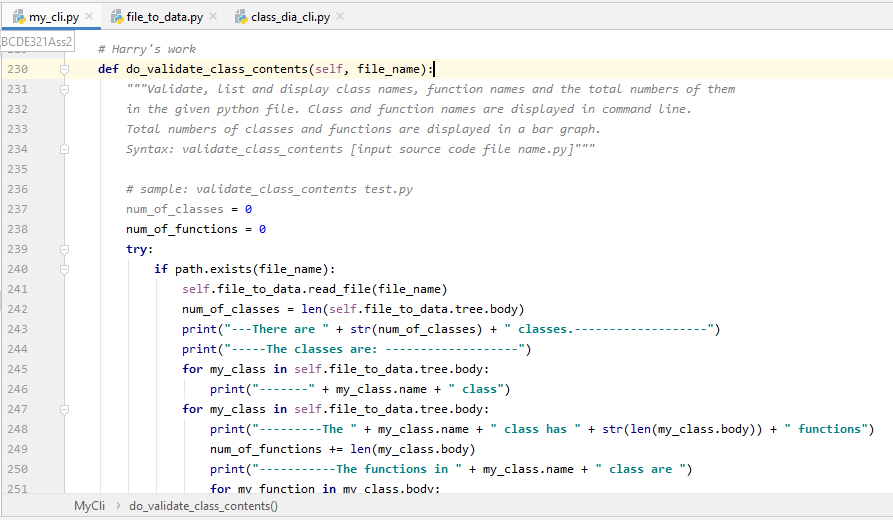 my_cli.py file_to_data.py class_dia_cli.py
BCDE321Ass2
# Harry's work
230 def do_validate_class_contents(self, file_name):
231 """Validate, list and display class names, function names and the total numbers of them
232 in the given python file. Class and function names are displayed in command line.
233 Total numbers of classes and functions are displayed in a bar graph.
234 Syntax: validate_class_contents [input source code file name.py]"""
235
236 # sample: validate_class_contents test.py
237 num_of_classes = 0
238 num_of_functions = 0
239 try:
240 if path.exists(file_name):
241 self.file_to_data.read_file(file_name)
242 num_of_classes = len(self.file_to_data.tree.body)
243 print("---There are " + str(num_of_classes) + " classes.-------------------")
244 print("-----The classes are: -------------------")
245 for my_class in self.file_to_data.tree.body:
246 print("-------" + my_class.name + " class")
247 for my_class in self.file_to_data.tree.body:
248 print("---------The " + my_class.name + " class has " + str(len(my_class.body)) + " functions")
249 num_of_functions += len(my_class.body)
250 print("-----------The functions in " + my_class.name + " class are ")
251 for my_function in my_class.body:
MyCli › do_validate_class_contents()